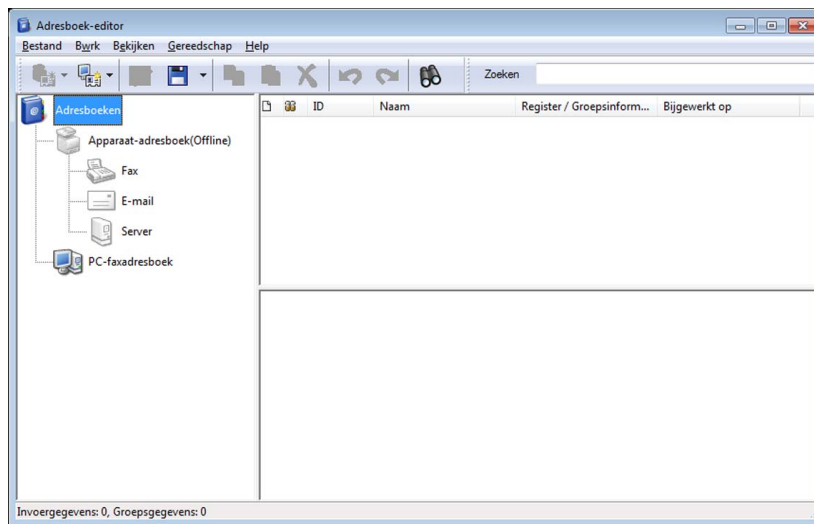 Adresboek-editor
Bestand Bwrk Bekijken Gereedschap Help
Zoeken
Adresboeken
ID Naam Register / Groepsinform... Bijgewerkt op
Apparaat-adresboek(Offline)
Fax
E-mail
Server
PC-faxadresboek
Invoergegevens: 0, Groepsgegevens: 0